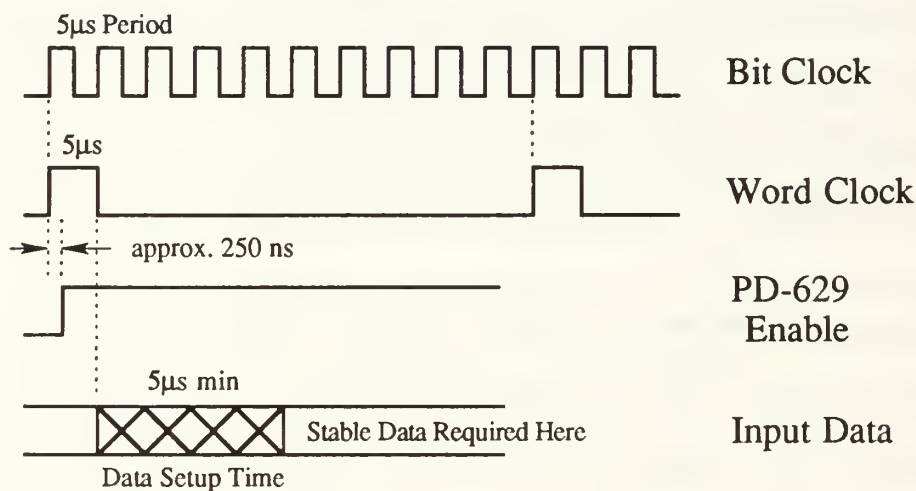 5µs Period
Bit Clock
5µs
Word Clock
approx. 250 ns
PD-629
Enable
5µs min
Stable Data Required Here
Input Data
Data Setup Time